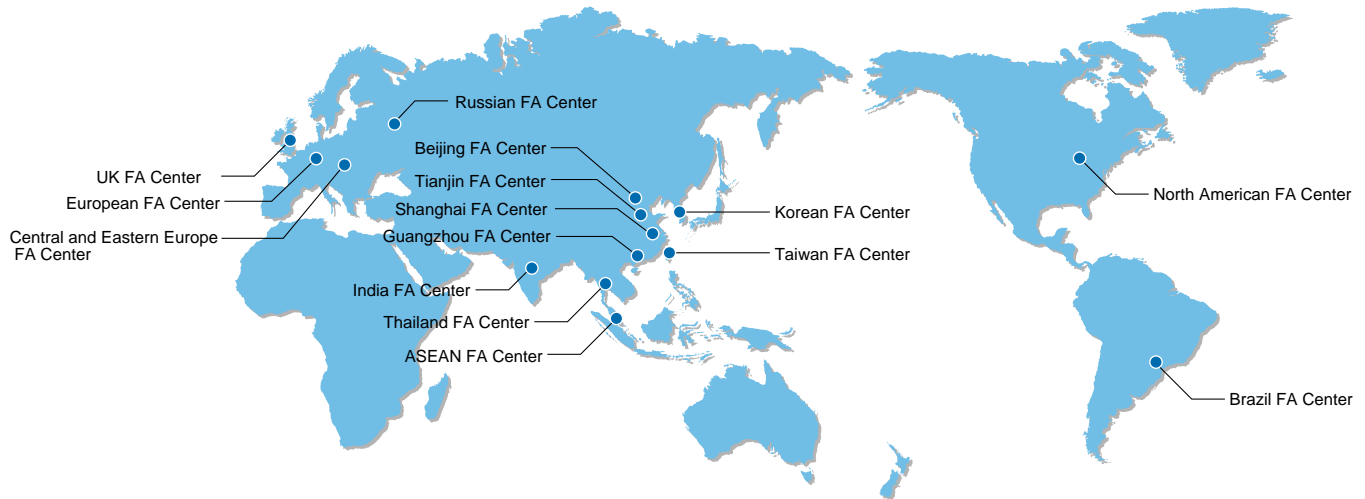 Russian FA Center
Beijing FA Center
UK FA Center
Tianjin FA Center
North American FA Center
European FA Center
Shanghai FA Center
Korean FA Center
Central and Eastern Europe
FA Center
Guangzhou FA Center
Taiwan FA Center
India FA Center
Thailand FA Center
ASEAN FA Center
Brazil FA Center